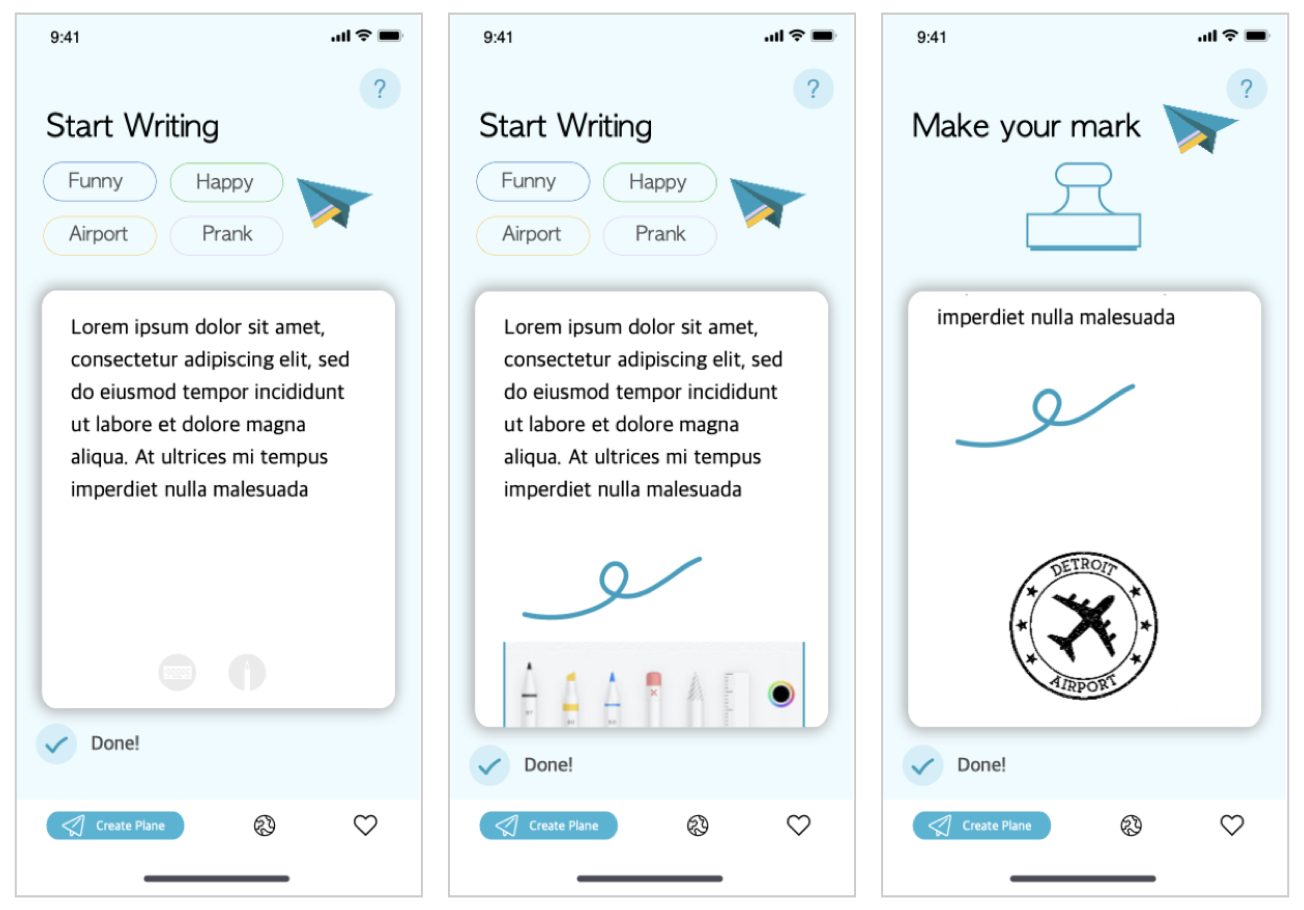 9:41
?
Start Writing
Funny
Happy
Airport
Prank
Lorem ipsum dolor sit amet,
consectetur adipiscing elit, sed
do eiusmod tempor incididunt
ut labore et dolore magna
aliqua. At ultrices mi tempus
imperdiet nulla malesuada
Done!
Create Plane
9:41
?
Start Writing
Funny
Happy
Airport
Prank
Lorem ipsum dolor sit amet,
consectetur adipiscing elit, sed
do eiusmod tempor incididunt
ut labore et dolore magna
aliqua. At ultrices mi tempus
imperdiet nulla malesuada
Done!
Create Plane
9:41
?
Make your mark
imperdiet nulla malesuada
DETROIT
AIRPORT
Done!
Create Plane